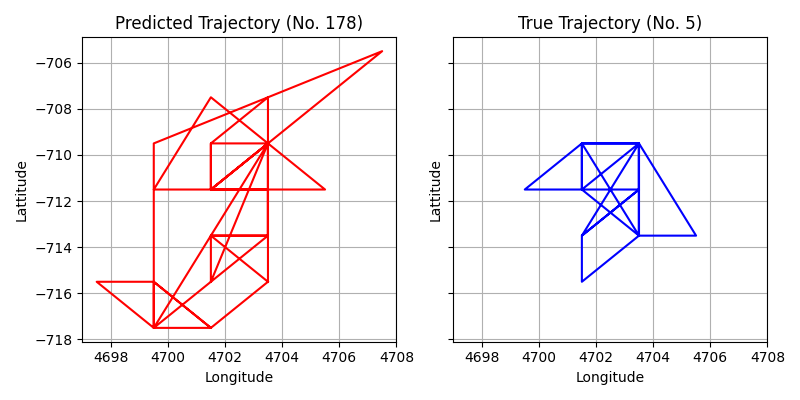 Predicted Trajectory (No. 178)
True Trajectory (No. 5)
−706
−708
−710
−712
−714
−716
−718
Lattitude
Lattitude
4698 4700 4702 4704 4706 4708
4698 4700 4702 4704 4706 4708
Longitude
Longitude